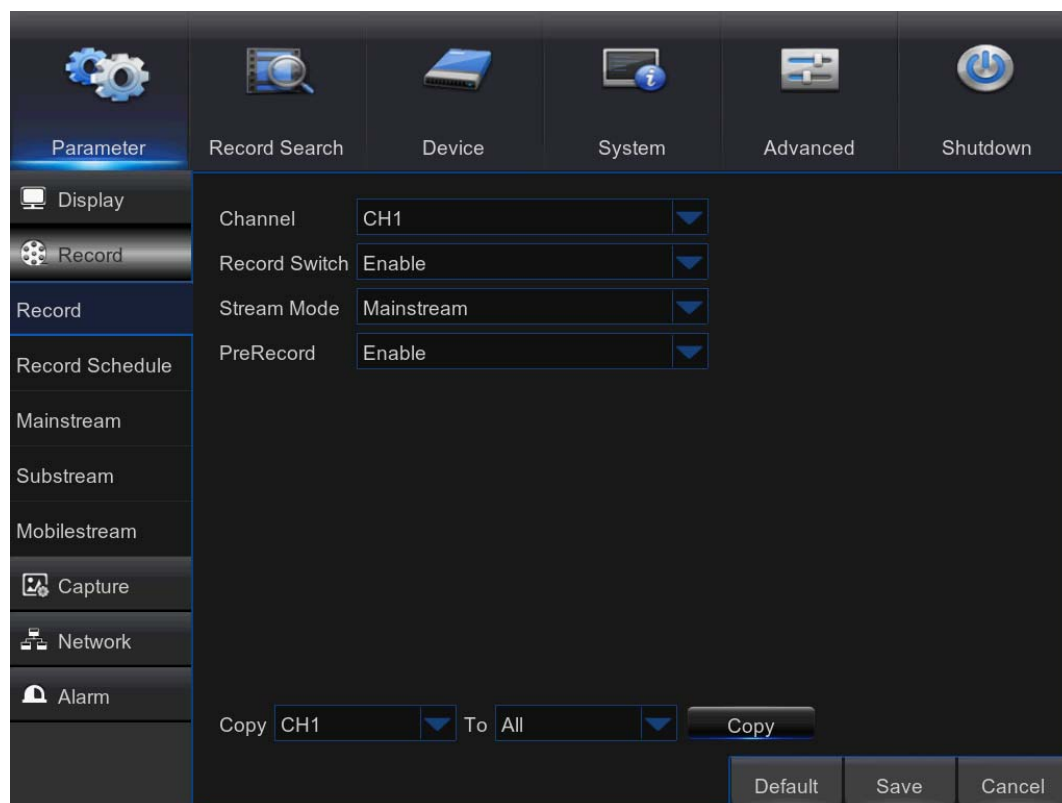 Parameter Record Search Device System Advanced Shutdown
Display
Record
Record
Record Schedule
Mainstream
Substream
Mobilestream
Capture
Network
Alarm
Channel CH1
Record Switch Enable
Stream Mode Mainstream
PreRecord Enable
Copy CH1 To All Copy
Default Save Cancel